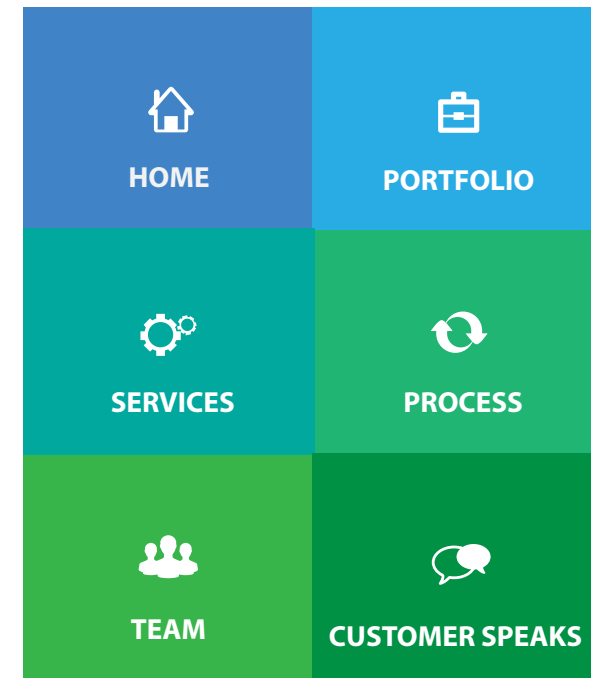 HOME
PORTFOLIO
SERVICES
PROCESS
TEAM
CUSTOMER SPEAKS